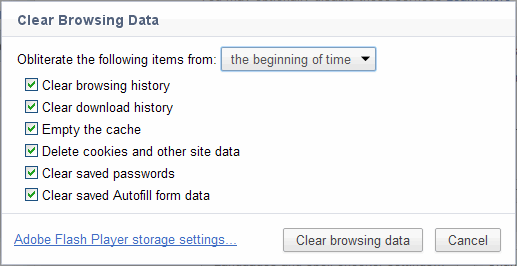 Clear Browsing Data
Obliterate the following items from: the beginning of time
Clear browsing history
Clear download history
Empty the cache
Delete cookies and other site data
Clear saved passwords
Clear saved Autofill form data
Adobe Flash Player storage settings... Clear browsing data Cancel